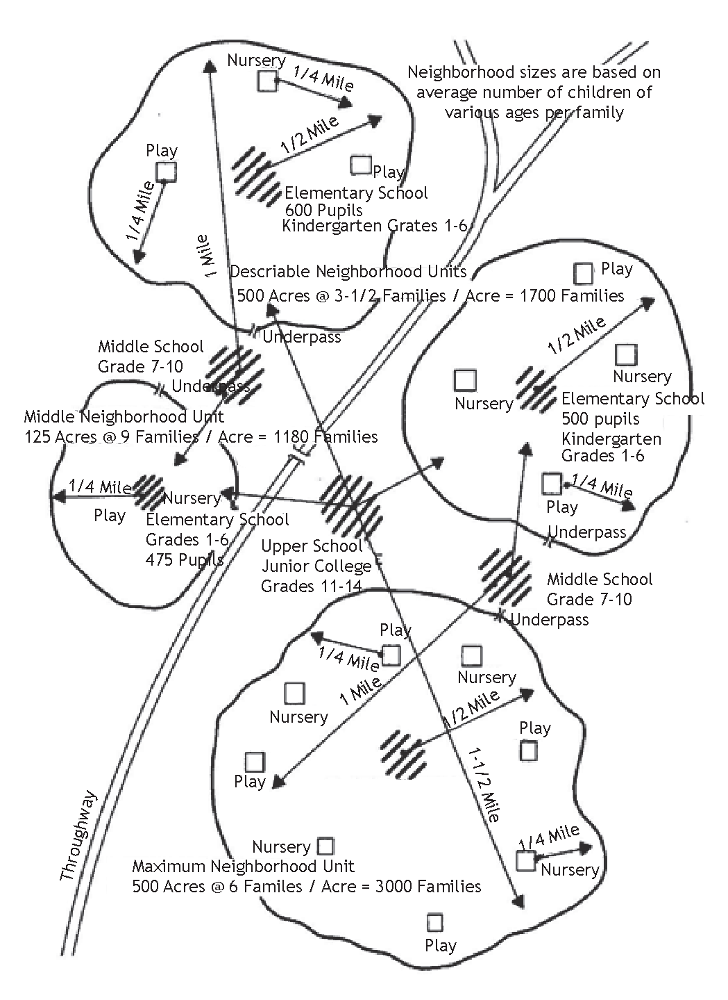 Neighborhood sizes are based on
average number of children of
various ages per family
Nursery
1/4 Mile
1/2 Mile
Play
Play
1/4 Mile
Elementary School
600 Pupils
Kindergarten Grates 1-6
1 Mile
Descriable Neighborhood Units
500 Acres @ 3-1/2 Families / Acre = 1700 Families
Underpass
Middle School
Grade 7-10
Underpass
Play
1/2 Mile
Nursery
Nursery
Elementary School
500 pupils
Kindergarten
Grades 1-6
1/4 Mile
Play
Underpass
Middle Neighborhood Unit
125 Acres @ 9 Families / Acre = 1180 Families
1/4 Mile
Nursery
Play
Elementary School
Grades 1-6
475 Pupils
Upper School
Junior College
Grades 11-14
Middle School
Grade 7-10
Underpass
Play
1/4 Mile
Nursery
1 Mile
Nursery
1/2 Mile
Play
Play
1-1/2 Mile
Throughway
Nursery
1/4 Mile
Nursery
Maximum Neighborhood Unit
500 Acres @ 6 Familes / Acre = 3000 Families
Play